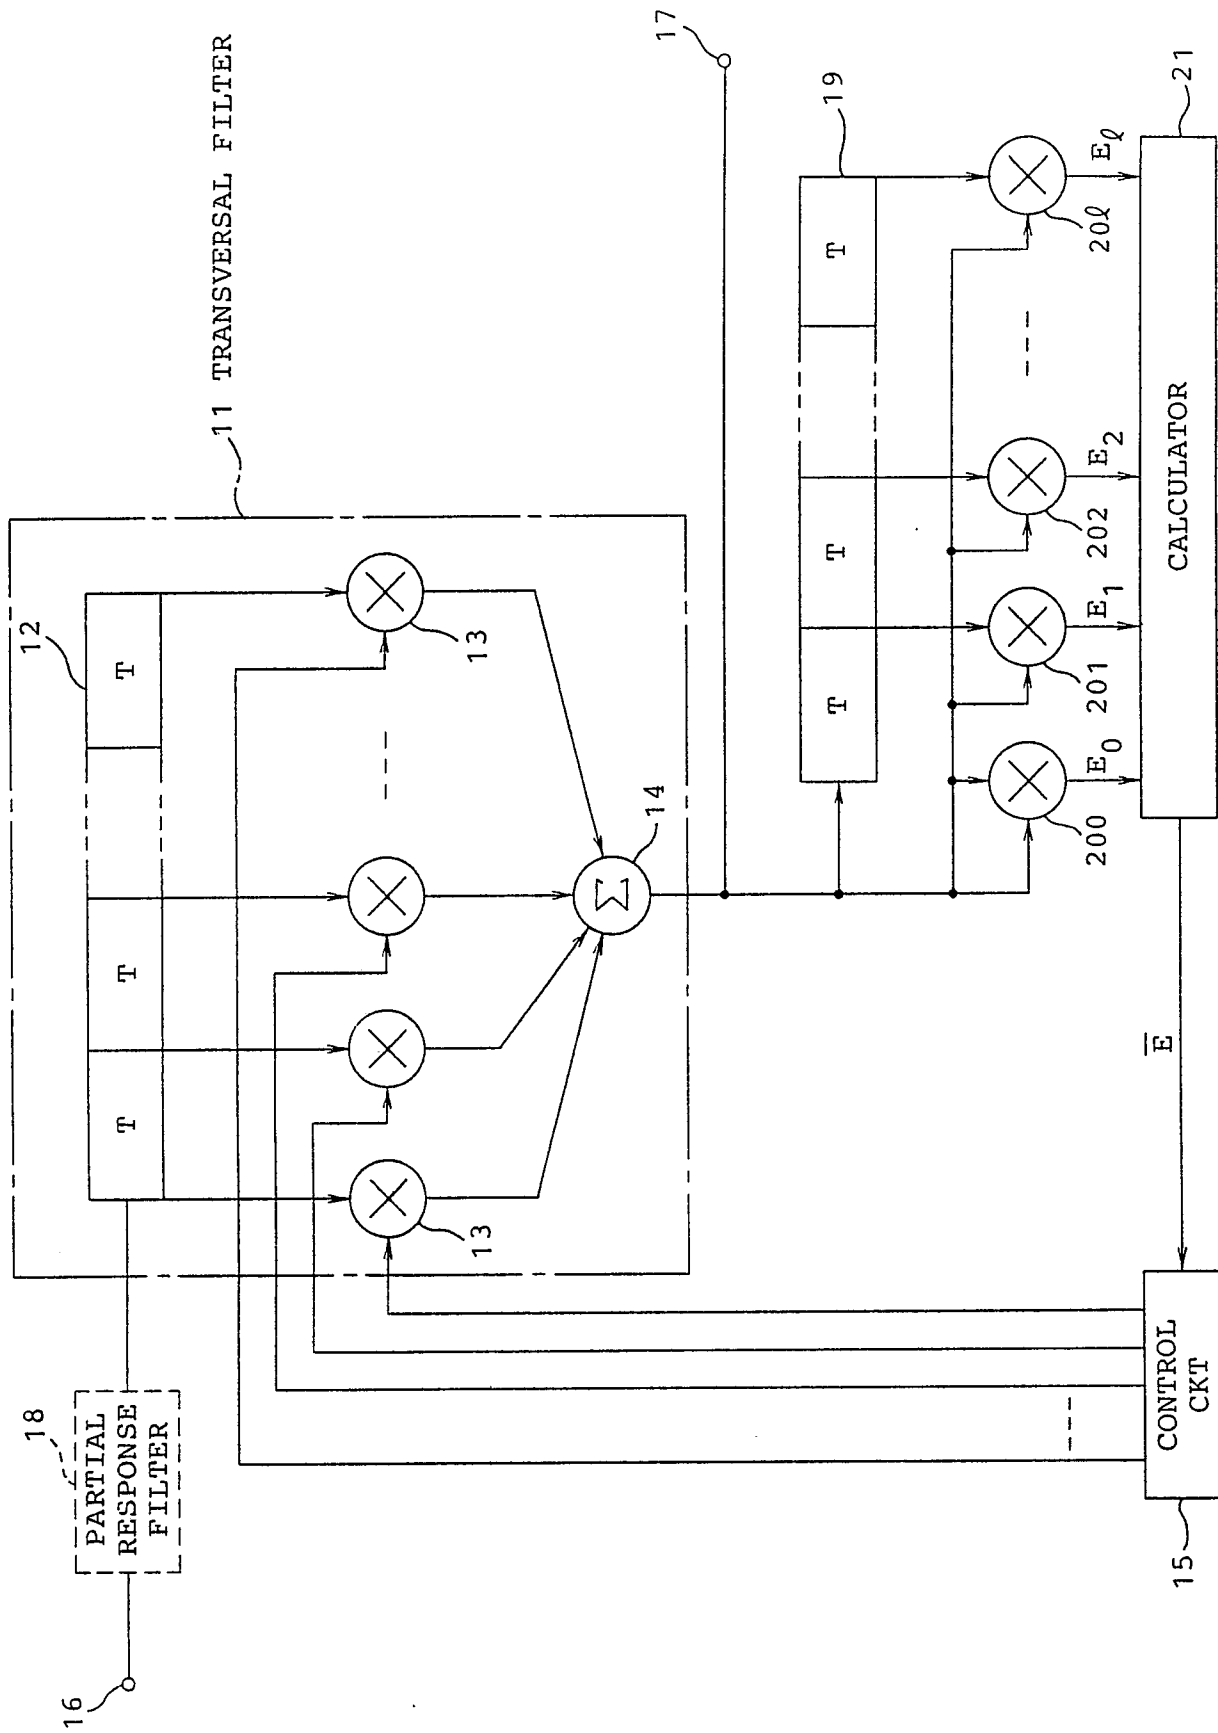 16
18
PARTIAL
RESPONSE
FILTER
12
T
T
T
11 TRANSVERSAL FILTER
13
13
14
Σ
17
19
T
T
T
200
201
202
20ℓ
E0
E1
E2
Eℓ
CALCULATOR
21
E̅
CONTROL
CKT
15